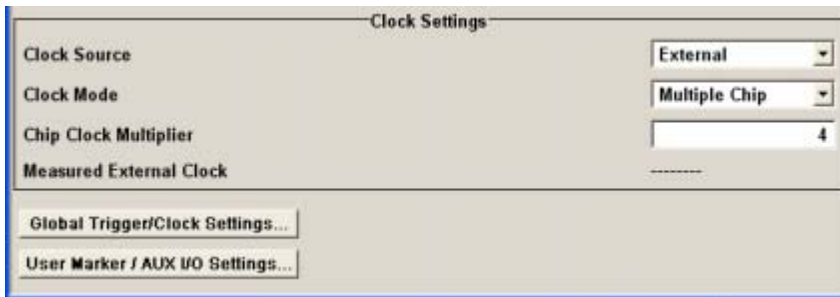 Clock Settings
Clock Source External
Clock Mode Multiple Chip
Chip Clock Multiplier 4
Measured External Clock --------
Global Trigger/Clock Settings...
User Marker / AUX I/O Settings...